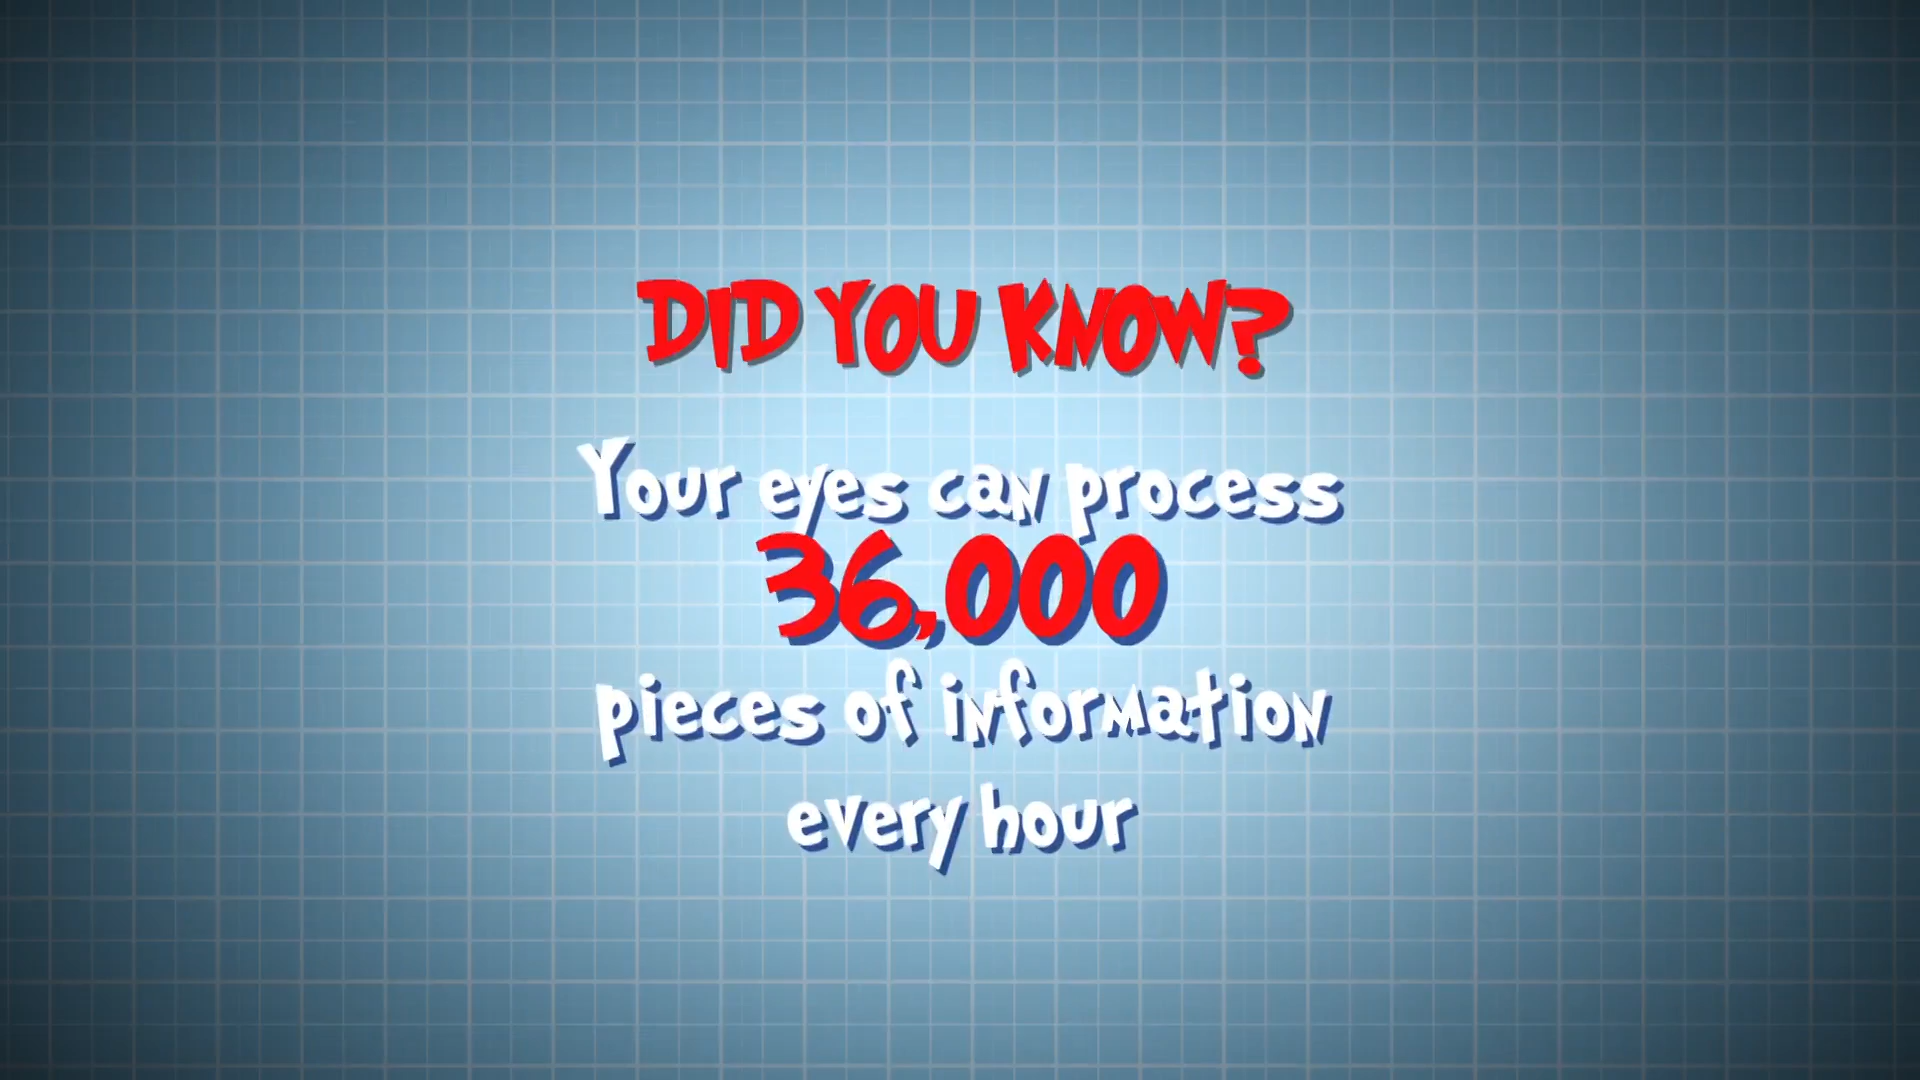 DID YOU KNOW?
Your eyes can process
36,000
pieces of information
every hour